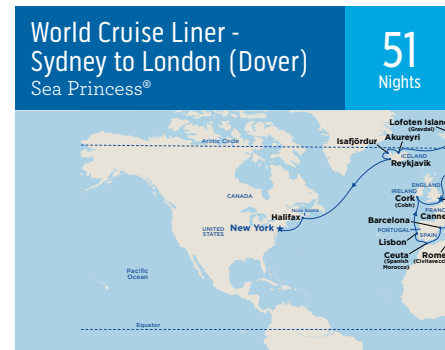 World Cruise Liner -
Sydney to London (Dover)
Sea Princess®
51
Nights
Lofoten Islan
(Gravdal)
Arctic Circle
Isafjördur
Akureyri
ICELAND
Reykjavik
CANADA
ENGLAND
IRELAND
Cork
(Cobh)
Nova Scotia
Halifax
FRANC
UNITED
STATES
New York
Barcelona
Canne
PORTUGAL
SPAIN
Lisbon
Ceuta
(Spanish
Morocco)
Rome
(Civitavecc
Pacific
Ocean
Equator